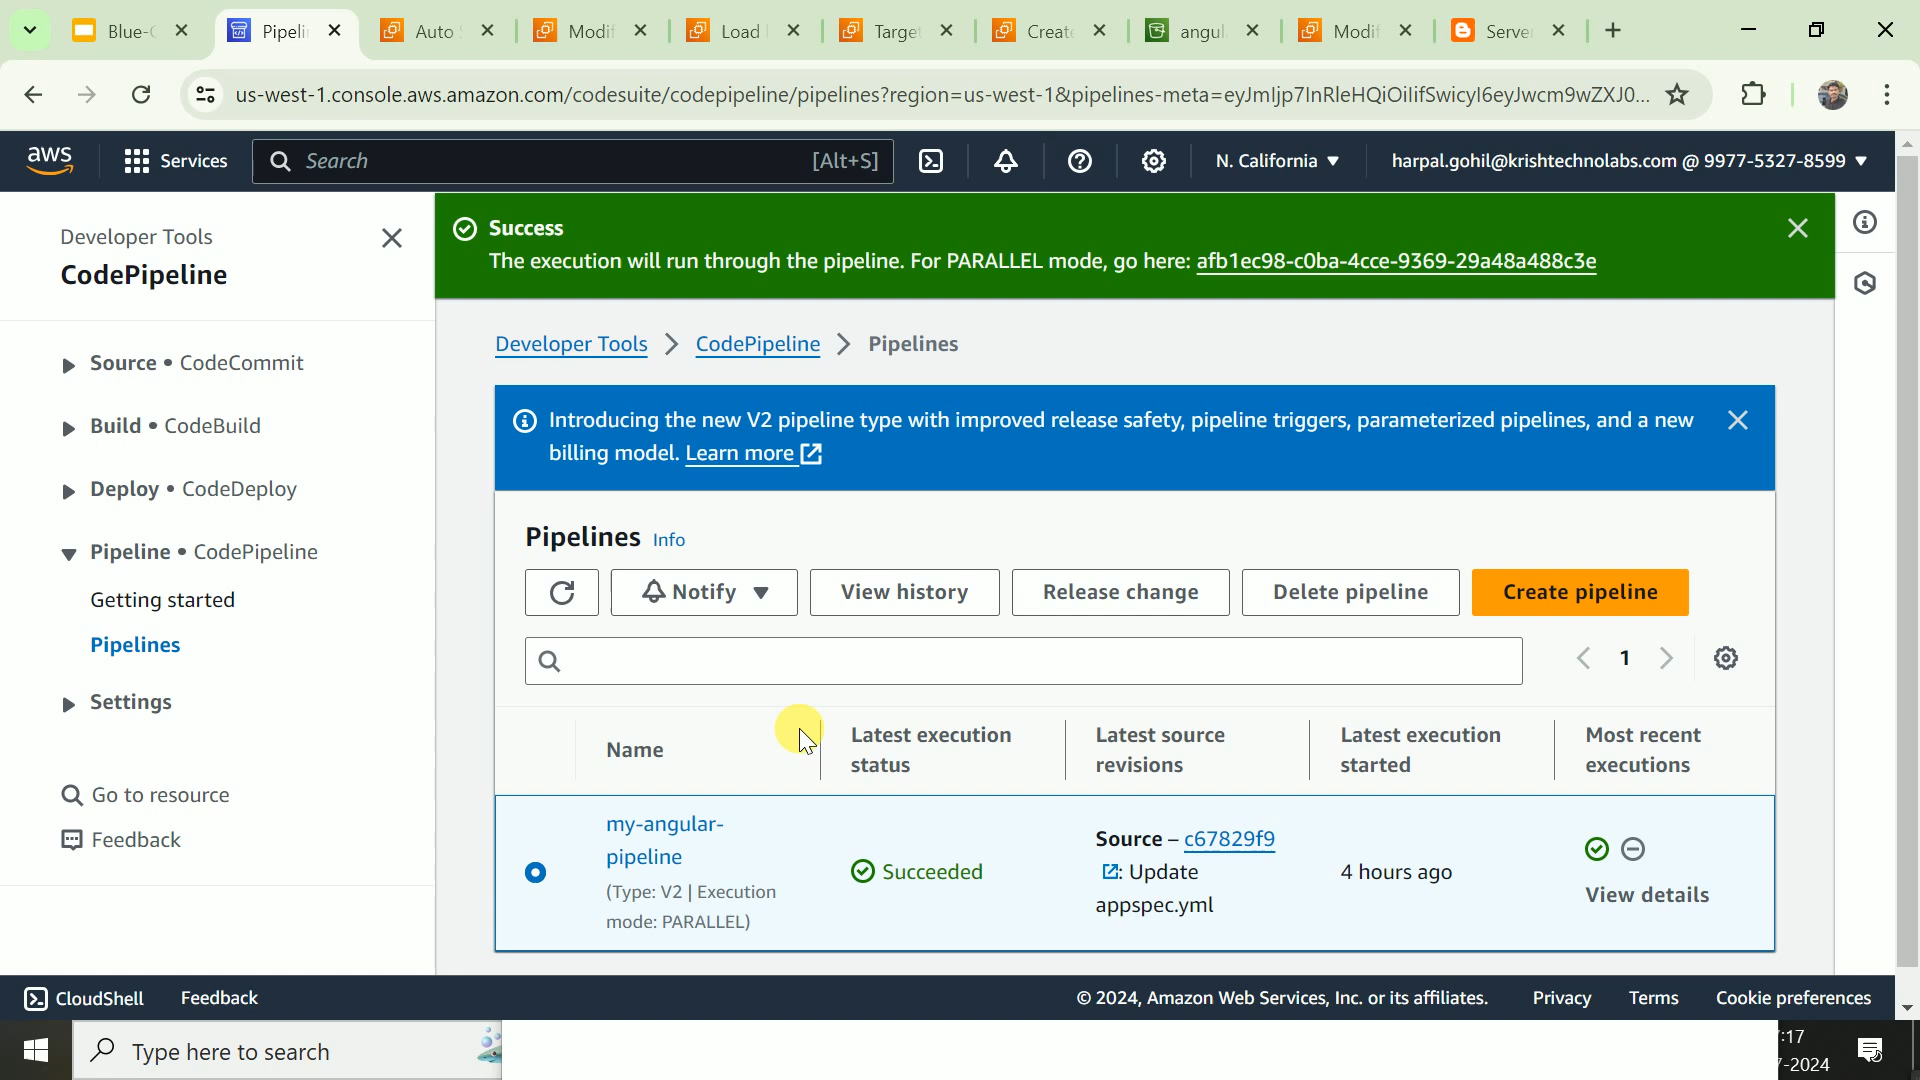 Blue-
Pipeli
Auto
Modif
Load
Target
Create
angul
Modif
Server
us-west-1.console.aws.amazon.com/codesuite/codepipeline/pipelines?region=us-west-1&pipelines-meta=eyJmIjp7InRleHQiOiIifSwicyI6eyJwcm9wZXJ0...
aws
Services
Search
[Alt+S]
N. California
harpal.gohil@krishtechnolabs.com @ 9977-5327-8599
Developer Tools
CodePipeline
Source • CodeCommit
Build • CodeBuild
Deploy • CodeDeploy
Pipeline • CodePipeline
Getting started
Pipelines
Settings
Go to resource
Feedback
Success
The execution will run through the pipeline. For PARALLEL mode, go here: afb1ec98-c0ba-4cce-9369-29a48a488c3e
Developer Tools
CodePipeline
Pipelines
Introducing the new V2 pipeline type with improved release safety, pipeline triggers, parameterized pipelines, and a new
billing model. Learn more
Pipelines Info
Notify
View history
Release change
Delete pipeline
Create pipeline
1
Name
Latest execution
status
Latest source
revisions
Latest execution
started
Most recent
executions
my-angular-
pipeline
(Type: V2 | Execution
mode: PARALLEL)
Succeeded
Source – c67829f9
: Update
appspec.yml
4 hours ago
View details
CloudShell
Feedback
© 2024, Amazon Web Services, Inc. or its affiliates.
Privacy
Terms
Cookie preferences
Type here to search
:17
-2024